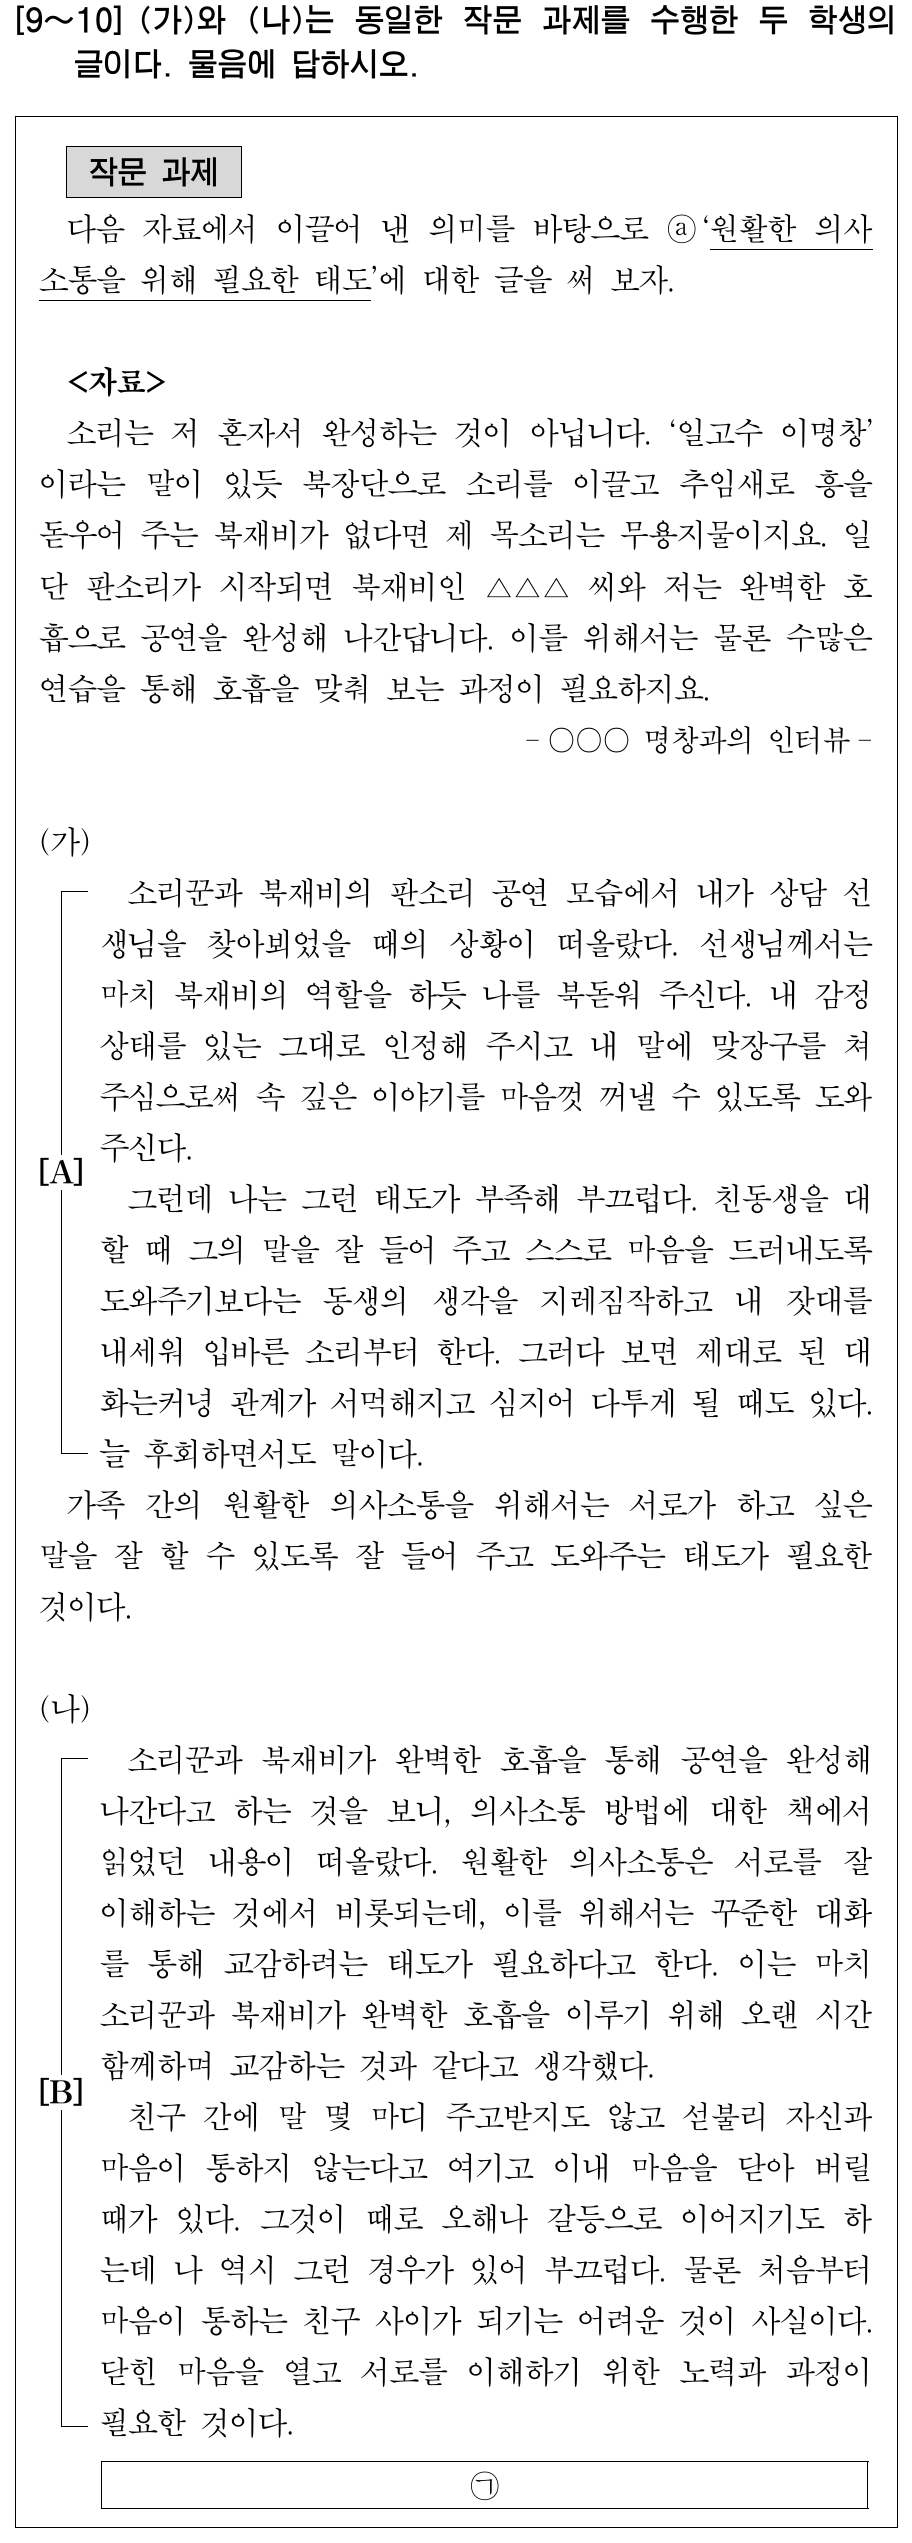 [9~10] (가)와 (나)는 동일한 작문 과제를 수행한 두 학생의
글이다. 물음에 답하시오.
작문 과제
다음 자료에서 이끌어 낸 의미를 바탕으로 ⓐ‘원활한 의사
소통을 위해 필요한 태도’에 대한 글을 써 보자.
<자료>
소리는 저 혼자서 완성하는 것이 아닙니다. ‘일고수 이명창’
이라는 말이 있듯 북장단으로 소리를 이끌고 추임새로 흥을
돋우어 주는 북재비가 없다면 제 목소리는 무용지물이지요. 일
단 판소리가 시작되면 북재비인 △△△ 씨와 저는 완벽한 호
흡으로 공연을 완성해 나간답니다. 이를 위해서는 물론 수많은
연습을 통해 호흡을 맞춰 보는 과정이 필요하지요.
- ○○○ 명창과의 인터뷰 -
(가)
소리꾼과 북재비의 판소리 공연 모습에서 내가 상담 선
생님을 찾아뵈었을 때의 상황이 떠올랐다. 선생님께서는
마치 북재비의 역할을 하듯 나를 북돋워 주신다. 내 감정
상태를 있는 그대로 인정해 주시고 내 말에 맞장구를 쳐
주심으로써 속 깊은 이야기를 마음껏 꺼낼 수 있도록 도와
주신다.
[A]
그런데 나는 그런 태도가 부족해 부끄럽다. 친동생을 대
할 때 그의 말을 잘 들어 주고 스스로 마음을 드러내도록
도와주기보다는 동생의 생각을 지레짐작하고 내 잣대를
내세워 입바른 소리부터 한다. 그러다 보면 제대로 된 대
화는커녕 관계가 서먹해지고 심지어 다투게 될 때도 있다.
늘 후회하면서도 말이다.
가족 간의 원활한 의사소통을 위해서는 서로가 하고 싶은
말을 잘 할 수 있도록 잘 들어 주고 도와주는 태도가 필요한
것이다.
(나)
소리꾼과 북재비가 완벽한 호흡을 통해 공연을 완성해
나간다고 하는 것을 보니, 의사소통 방법에 대한 책에서
읽었던 내용이 떠올랐다. 원활한 의사소통은 서로를 잘
이해하는 것에서 비롯되는데, 이를 위해서는 꾸준한 대화
를 통해 교감하려는 태도가 필요하다고 한다. 이는 마치
소리꾼과 북재비가 완벽한 호흡을 이루기 위해 오랜 시간
함께하며 교감하는 것과 같다고 생각했다.
[B]
친구 간에 말 몇 마디 주고받지도 않고 섣불리 자신과
마음이 통하지 않는다고 여기고 이내 마음을 닫아 버릴
때가 있다. 그것이 때로 오해나 갈등으로 이어지기도 하
는데 나 역시 그런 경우가 있어 부끄럽다. 물론 처음부터
마음이 통하는 친구 사이가 되기는 어려운 것이 사실이다.
닫힌 마음을 열고 서로를 이해하기 위한 노력과 과정이
필요한 것이다.
㉠